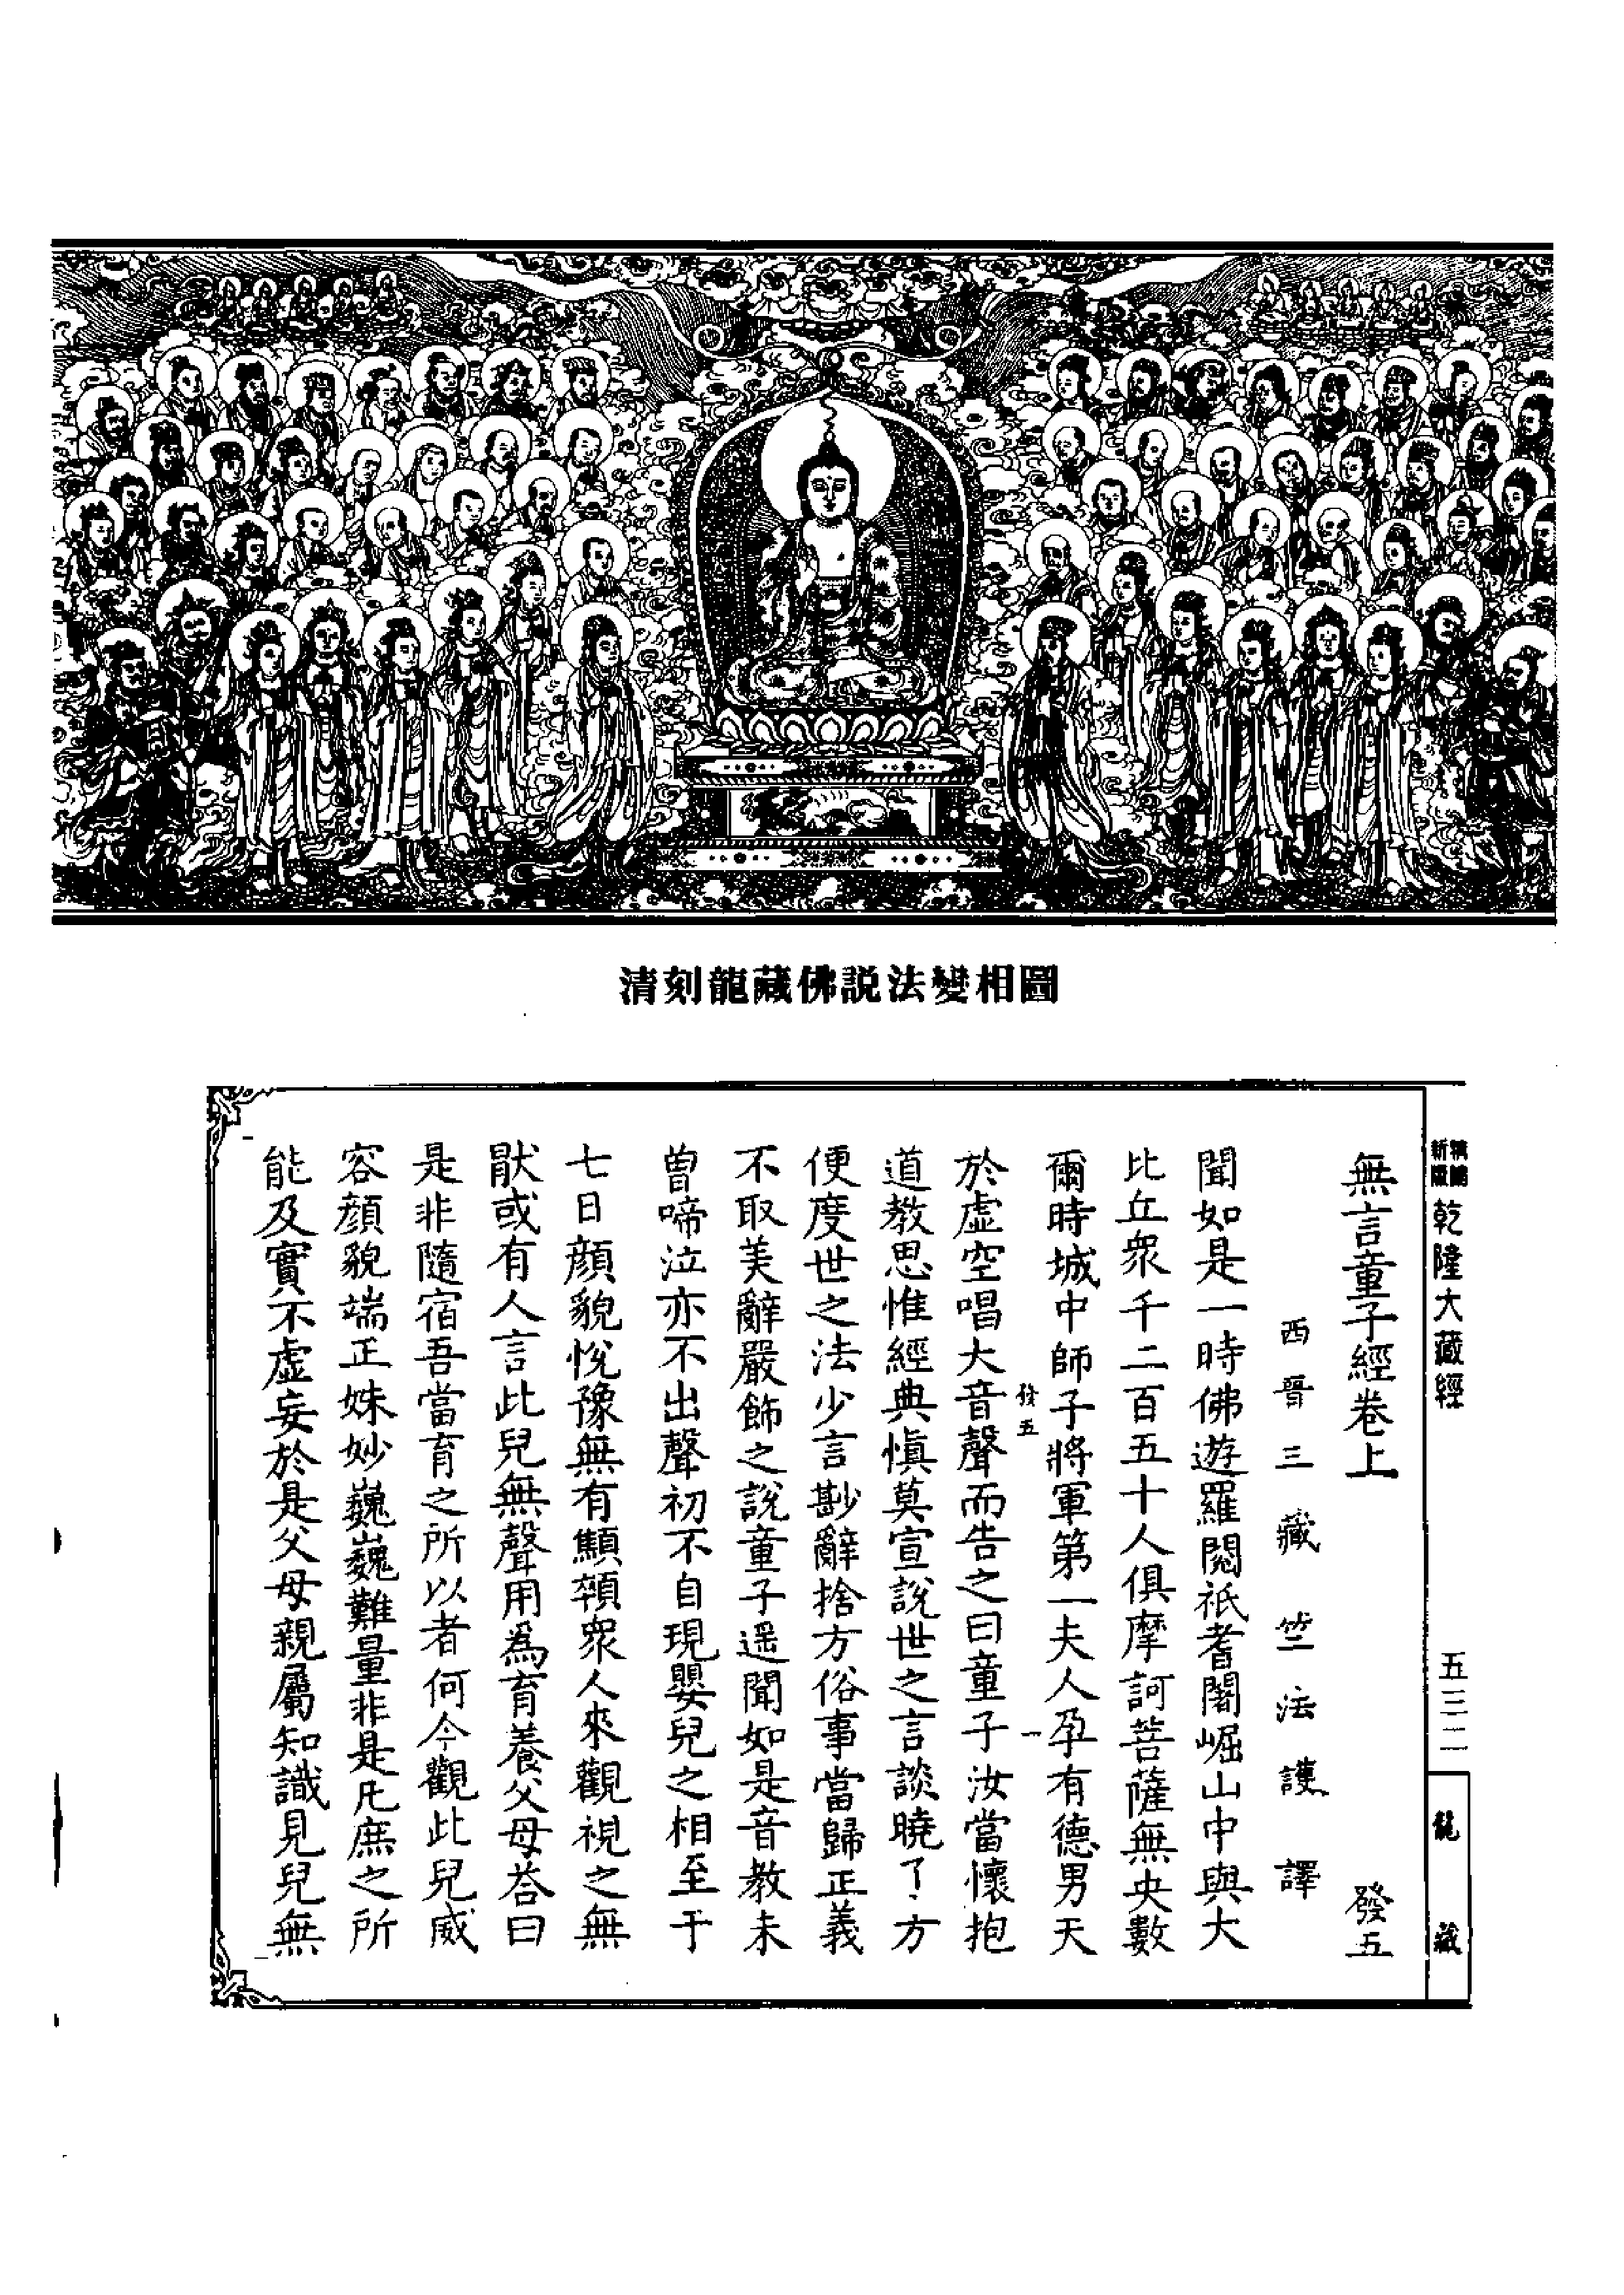 清刻龍藏佛説法變相圖
乾隆大藏經
五三二
龍藏
無言童子經卷上 發五
西晉三藏竺法護譯
聞如是一時佛遊羅閱祇耆闍崛山中與大
比丘衆千二百五十人俱摩訶菩薩無央數
爾時城中師子將軍第一夫人孕有德男天
發五 一
於虛空唱大音聲而告之曰童子汝當懷抱
道教思惟經典愼莫宣說世之言談曉了方
便度世之法少言尠辭捨方俗事當歸正義
不取美辭嚴飾之說童子遥聞如是音教未
曾啼泣亦不出聲初不自現嬰兒之相至于
七日顏貌悅豫無有顦顇衆人來觀視之無
猒或有人言此兒無聲用爲育養父母荅曰
是非隨宿吾當育之所以者何今觀此兒威
容顏貌端正姝妙巍巍難量非是凡庶之所
能及實不虛妄於是父母親屬知識見兒無